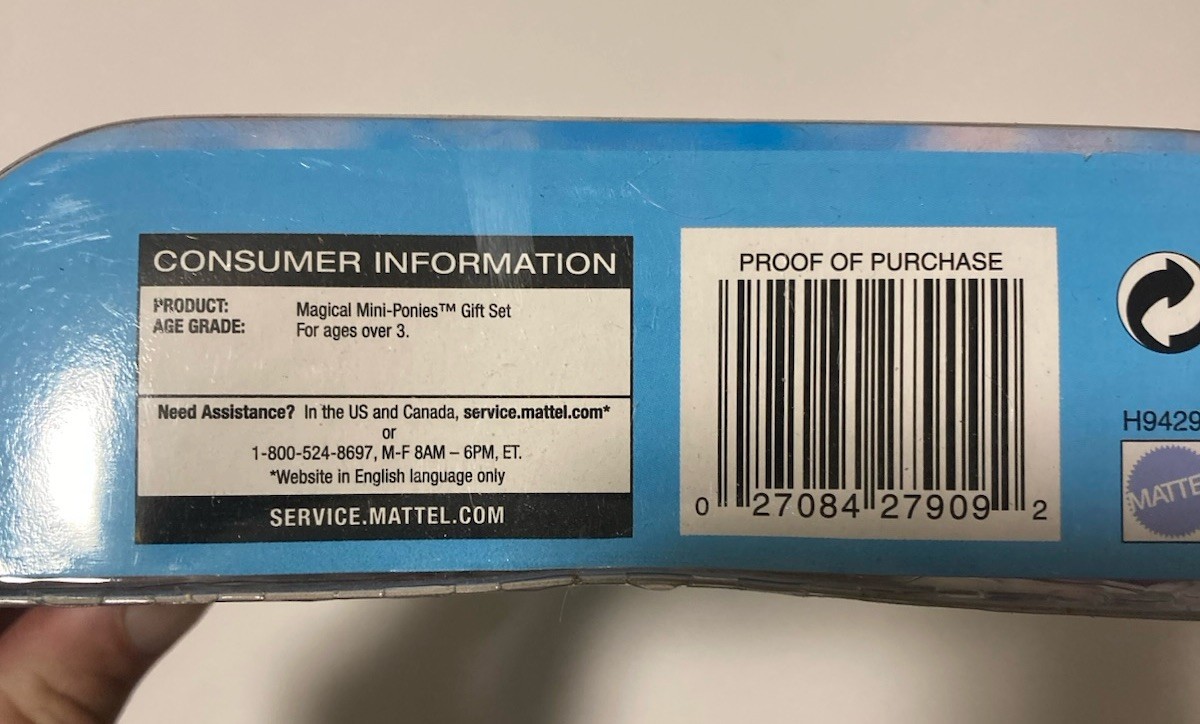 CONSUMER INFORMATION
PRODUCT: Magical Mini-Ponies™ Gift Set
AGE GRADE: For ages over 3.
Need Assistance? In the US and Canada, service.mattel.com*
or
1-800-524-8697, M-F 8AM – 6PM, ET.
*Website in English language only
SERVICE.MATTEL.COM
PROOF OF PURCHASE
0 27084 27909 2
H9429
MATTE